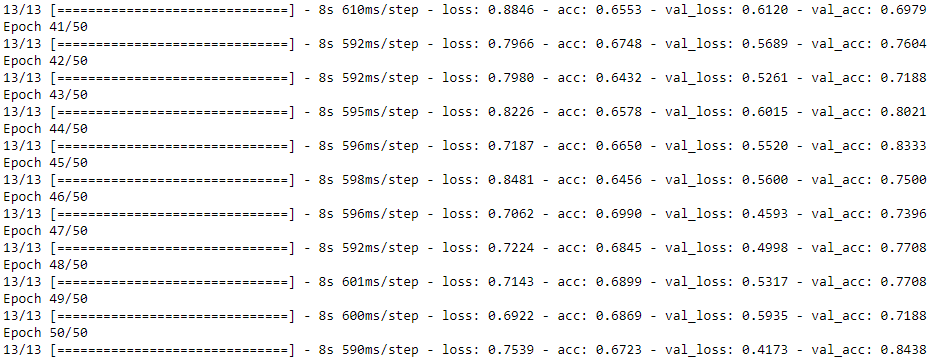 13/13 [==============================] - 8s 610ms/step - loss: 0.8846 - acc: 0.6553 - val_loss: 0.6120 - val_acc: 0.6979
Epoch 41/50
13/13 [==============================] - 8s 592ms/step - loss: 0.7966 - acc: 0.6748 - val_loss: 0.5689 - val_acc: 0.7604
Epoch 42/50
13/13 [==============================] - 8s 592ms/step - loss: 0.7980 - acc: 0.6432 - val_loss: 0.5261 - val_acc: 0.7188
Epoch 43/50
13/13 [==============================] - 8s 595ms/step - loss: 0.8226 - acc: 0.6578 - val_loss: 0.6015 - val_acc: 0.8021
Epoch 44/50
13/13 [==============================] - 8s 596ms/step - loss: 0.7187 - acc: 0.6650 - val_loss: 0.5520 - val_acc: 0.8333
Epoch 45/50
13/13 [==============================] - 8s 598ms/step - loss: 0.8481 - acc: 0.6456 - val_loss: 0.5600 - val_acc: 0.7500
Epoch 46/50
13/13 [==============================] - 8s 596ms/step - loss: 0.7062 - acc: 0.6990 - val_loss: 0.4593 - val_acc: 0.7396
Epoch 47/50
13/13 [==============================] - 8s 592ms/step - loss: 0.7224 - acc: 0.6845 - val_loss: 0.4998 - val_acc: 0.7708
Epoch 48/50
13/13 [==============================] - 8s 601ms/step - loss: 0.7143 - acc: 0.6899 - val_loss: 0.5317 - val_acc: 0.7708
Epoch 49/50
13/13 [==============================] - 8s 600ms/step - loss: 0.6922 - acc: 0.6869 - val_loss: 0.5935 - val_acc: 0.7188
Epoch 50/50
13/13 [==============================] - 8s 590ms/step - loss: 0.7539 - acc: 0.6723 - val_loss: 0.4173 - val_acc: 0.8438